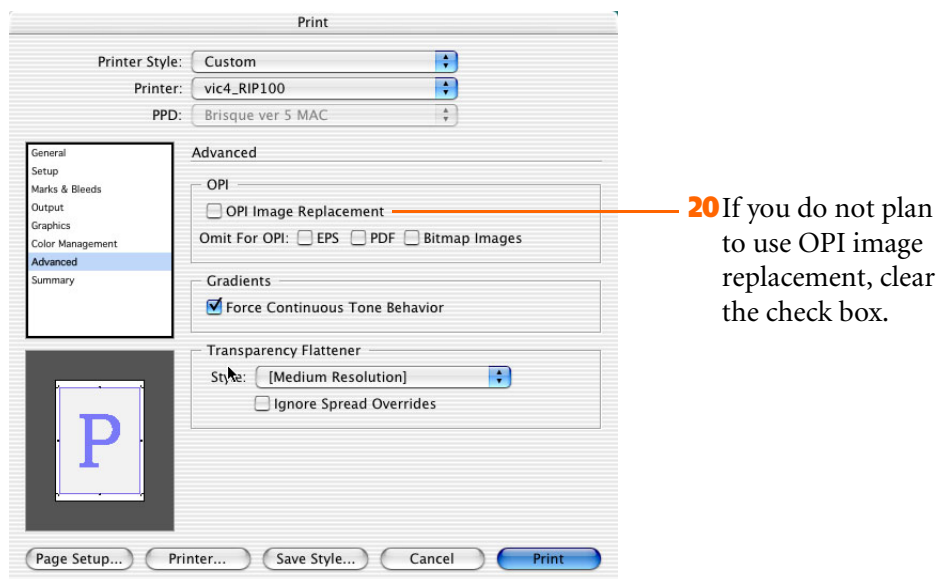 Print
Printer Style: Custom
Printer: vic4_RIP100
PPD: Brisque ver 5 MAC
General
Setup
Marks & Bleeds
Output
Graphics
Color Management
Advanced
Summary
Advanced
OPI
OPI Image Replacement
Omit For OPI: EPS PDF Bitmap Images
Gradients
Force Continuous Tone Behavior
Transparency Flattener
Style: [Medium Resolution]
Ignore Spread Overrides
P
Page Setup... Printer... Save Style... Cancel Print
20 If you do not plan
to use OPI image
replacement, clear
the check box.